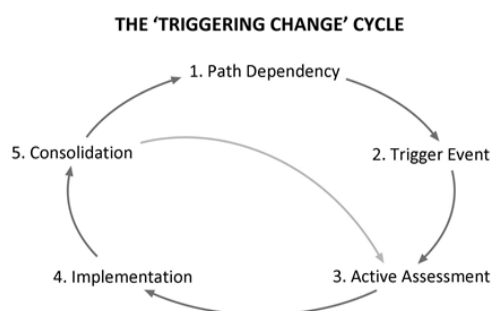 THE ‘TRIGGERING CHANGE’ CYCLE
1. Path Dependency
2. Trigger Event
3. Active Assessment
4. Implementation
5. Consolidation